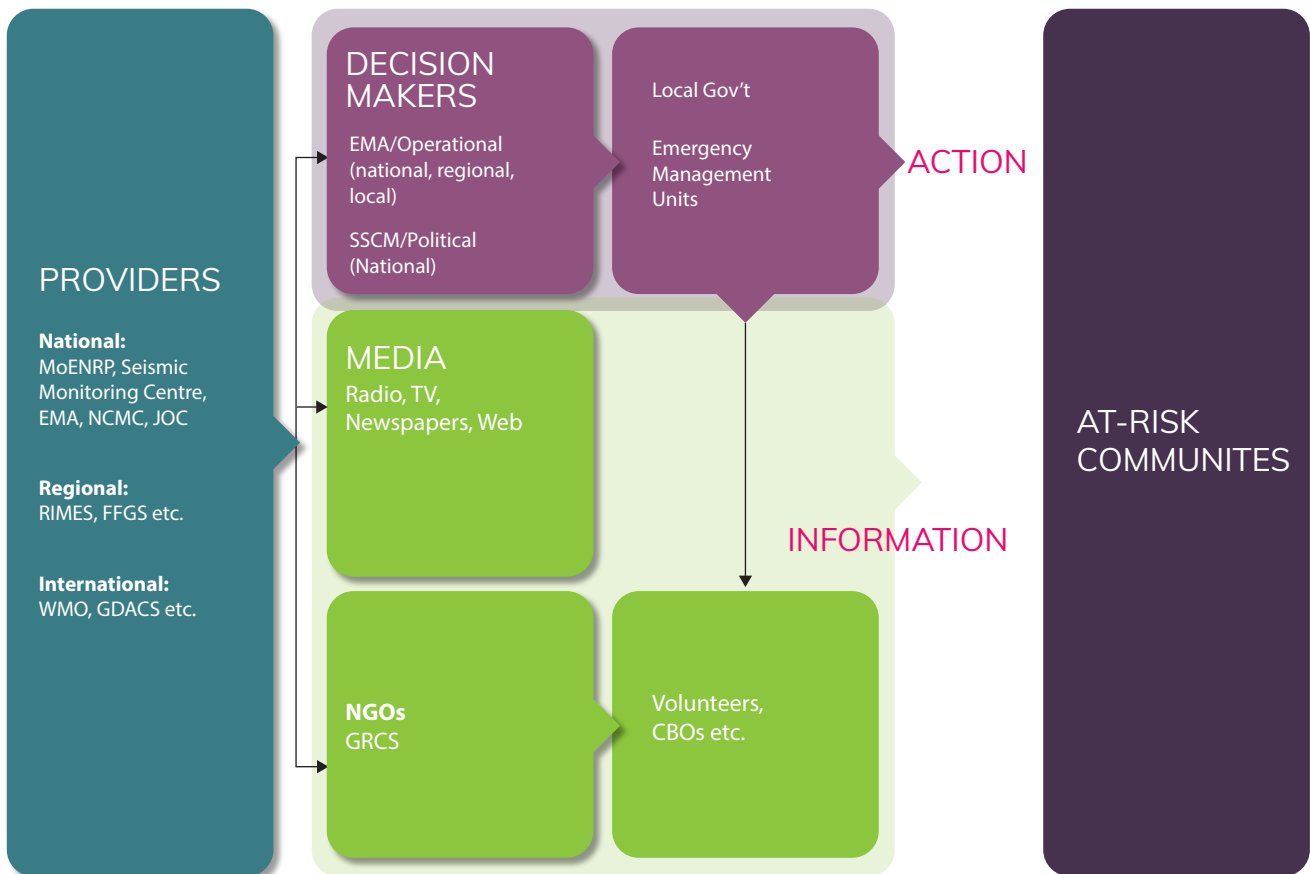 PROVIDERS
National:
MoENRP, Seismic
Monitoring Centre,
EMA, NCMC, JOC
Regional:
RIMES, FFGS etc.
International:
WMO, GDACS etc.
DECISION
MAKERS
EMA/Operational
(national, regional,
local)
SSCM/Political
(National)
Local Gov't
Emergency
Management
Units
ACTION
MEDIA
Radio, TV,
Newspapers, Web
INFORMATION
NGOs
GRCS
Volunteers,
CBOs etc.
AT-RISK
COMMUNITES